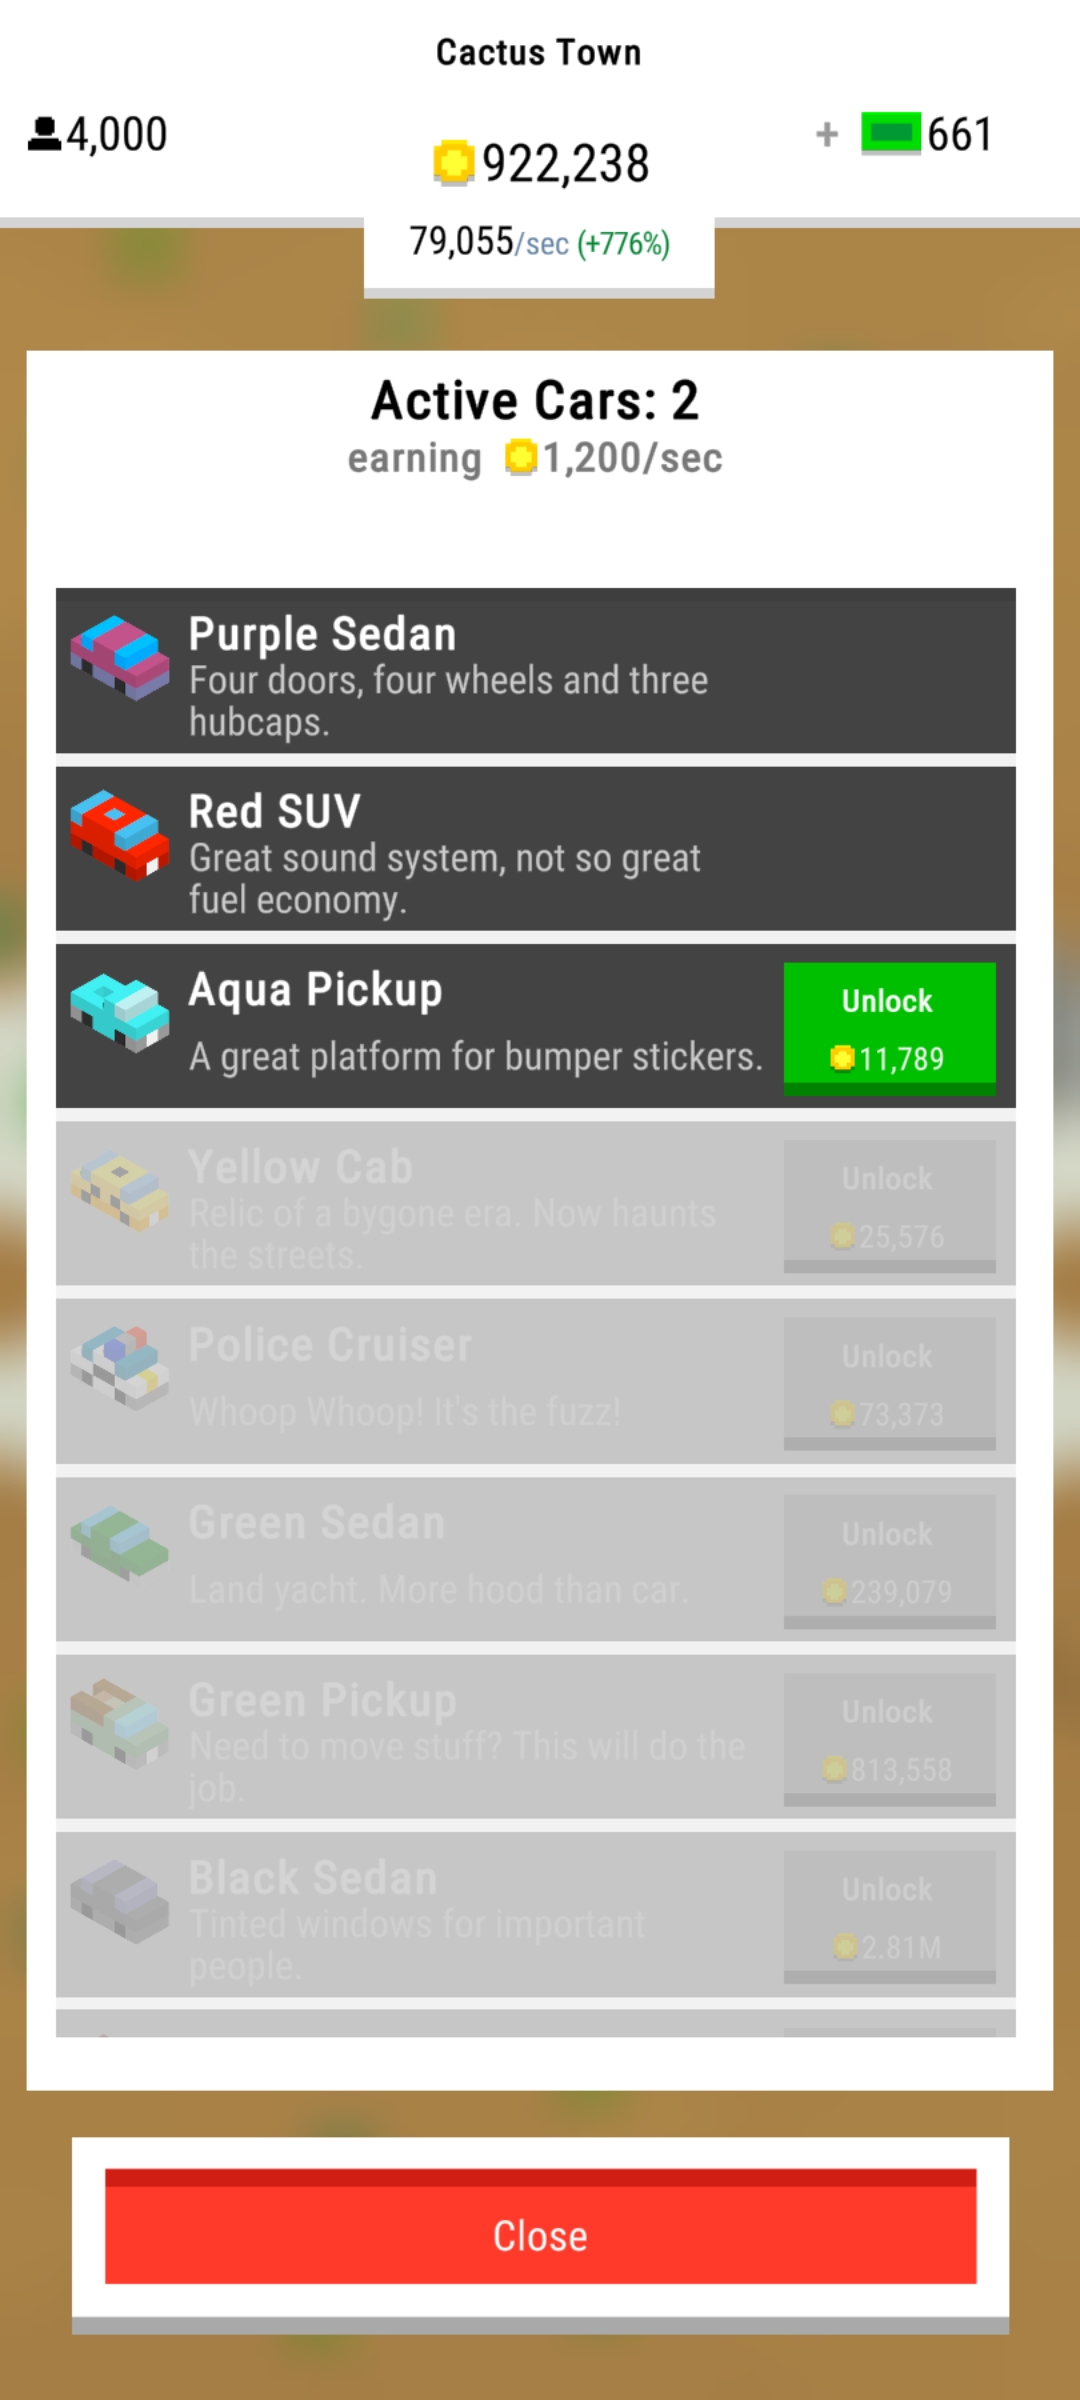 Cactus Town
4,000
922,238
+ 661
79,055/sec (+776%)
Active Cars: 2
earning 1,200/sec
Purple Sedan
Four doors, four wheels and three
hubcaps.
Red SUV
Great sound system, not so great
fuel economy.
Aqua Pickup
A great platform for bumper stickers.
Unlock
11,789
Yellow Cab
Relic of a bygone era. Now haunts
the streets.
Unlock
25,576
Police Cruiser
Whoop Whoop! It's the fuzz!
Unlock
73,373
Green Sedan
Land yacht. More hood than car.
Unlock
239,079
Green Pickup
Need to move stuff? This will do the
job.
Unlock
813,558
Black Sedan
Tinted windows for important
people.
Unlock
2.81M
Close